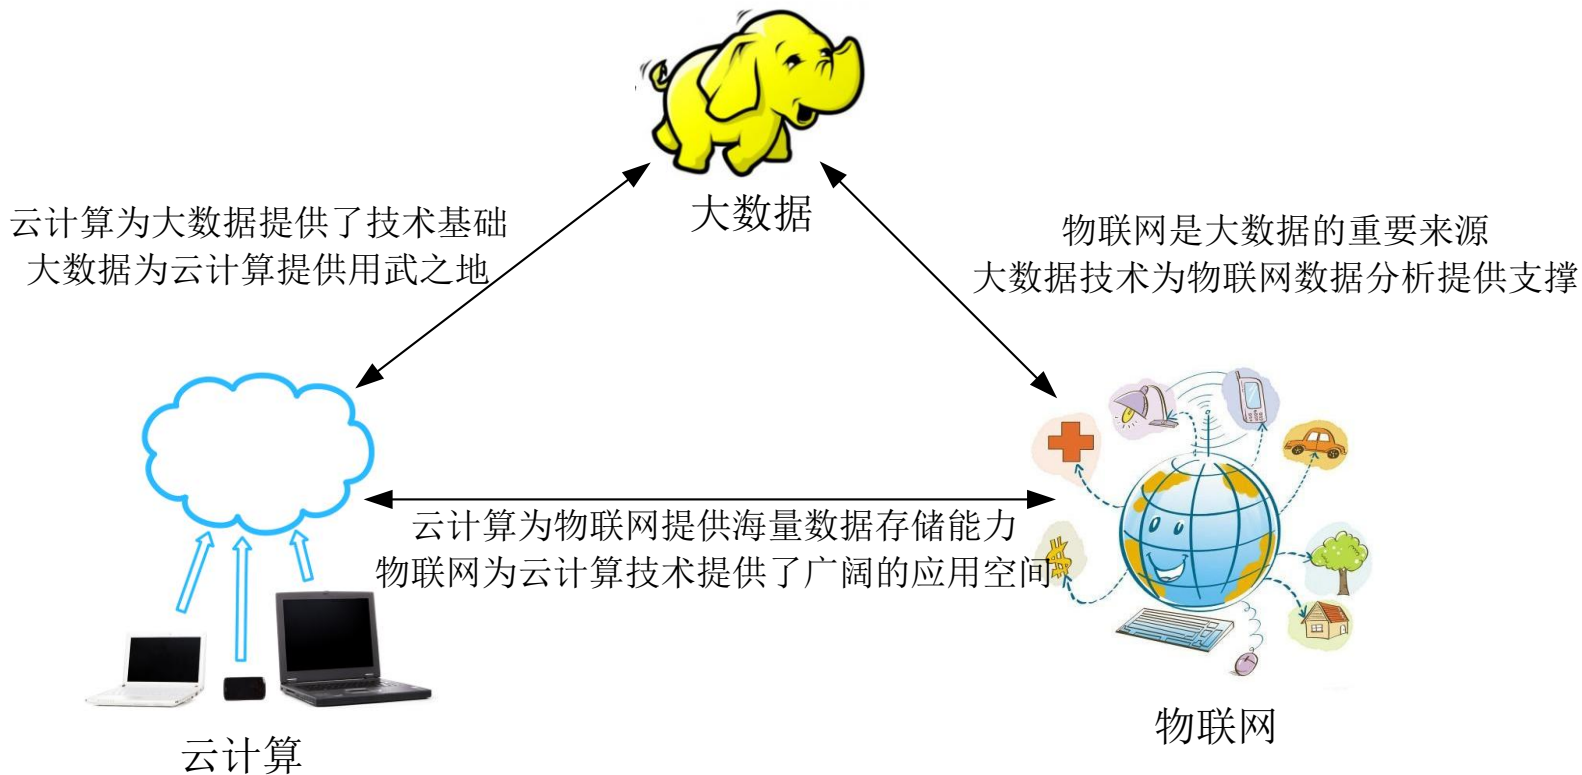 大数据
云计算为大数据提供了技术基础
大数据为云计算提供用武之地
物联网是大数据的重要来源
大数据技术为物联网数据分析提供支撑
云计算为物联网提供海量数据存储能力
物联网为云计算技术提供了广阔的应用空间
$
云计算
物联网